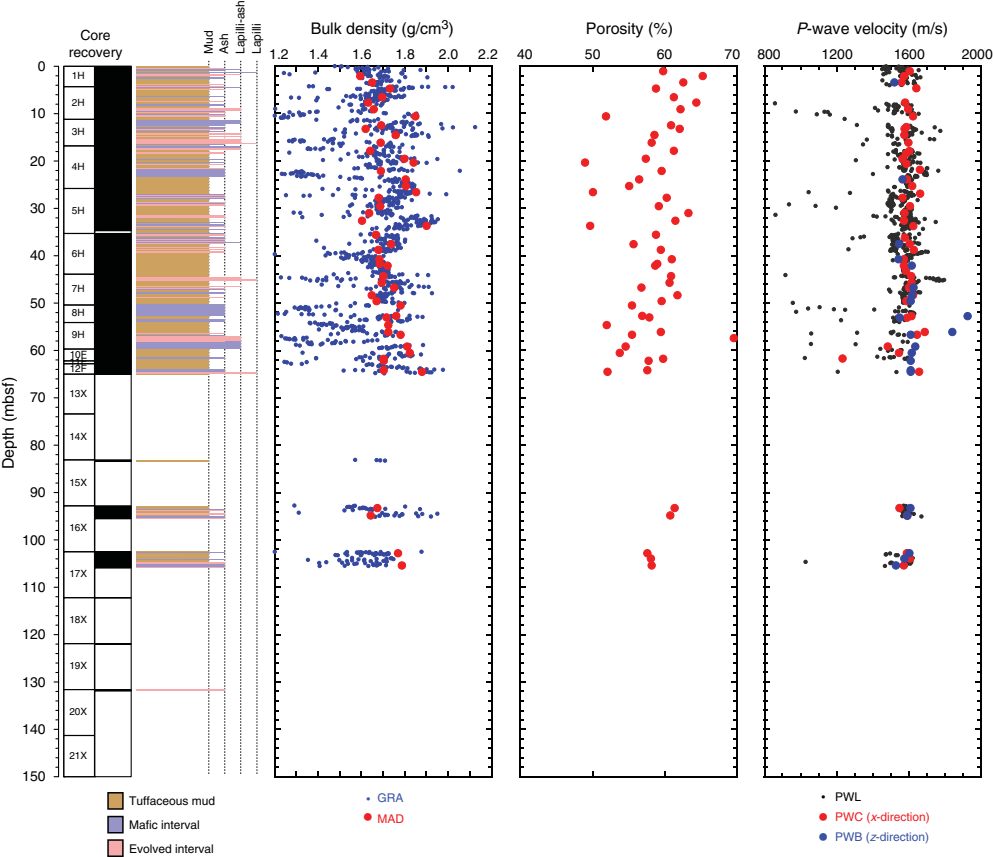 Core
recovery
Mud
Ash
Lapilli-ash
Lapilli
Bulk density (g/cm3)
1.2 1.4 1.6 1.8 2.0 2.2
Porosity (%)
40 50 60 70
P-wave velocity (m/s)
800 1200 1600 2000
Depth (mbsf)
0
10
20
30
40
50
60
70
80
90
100
110
120
130
140
150
1H
2H
3H
4H
5H
6H
7H
8H
9H
10F
12F
13X
14X
15X
16X
17X
18X
19X
20X
21X
Tuffaceous mud
Mafic interval
Evolved interval
GRA
MAD
PWL
PWC (x-direction)
PWB (z-direction)